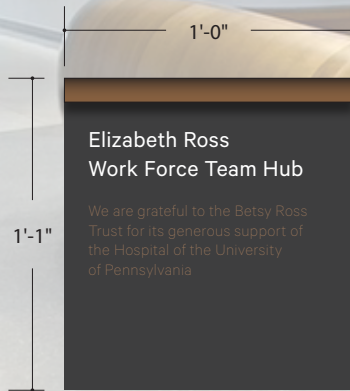 1'-0"
Elizabeth Ross
Work Force Team Hub
We are grateful to the Betsy Ross
Trust for its generous support of
the Hospital of the University
of Pennsylvania
1'-1"